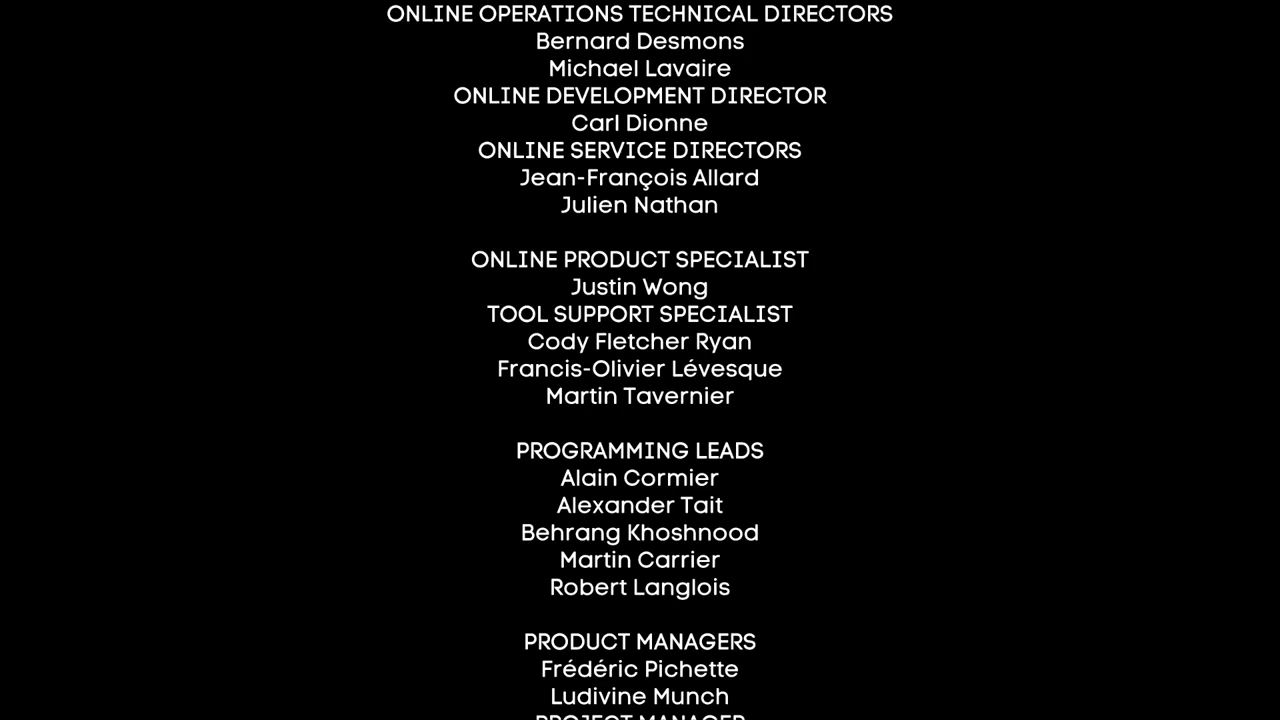 ONLINE OPERATIONS TECHNICAL DIRECTORS
Bernard Desmons
Michael Lavaire
ONLINE DEVELOPMENT DIRECTOR
Carl Dionne
ONLINE SERVICE DIRECTORS
Jean-François Allard
Julien Nathan
ONLINE PRODUCT SPECIALIST
Justin Wong
TOOL SUPPORT SPECIALIST
Cody Fletcher Ryan
Francis-Olivier Lévesque
Martin Tavernier
PROGRAMMING LEADS
Alain Cormier
Alexander Tait
Behrang Khoshnood
Martin Carrier
Robert Langlois
PRODUCT MANAGERS
Frédéric Pichette
Ludivine Munch
PROJECT MANAGER